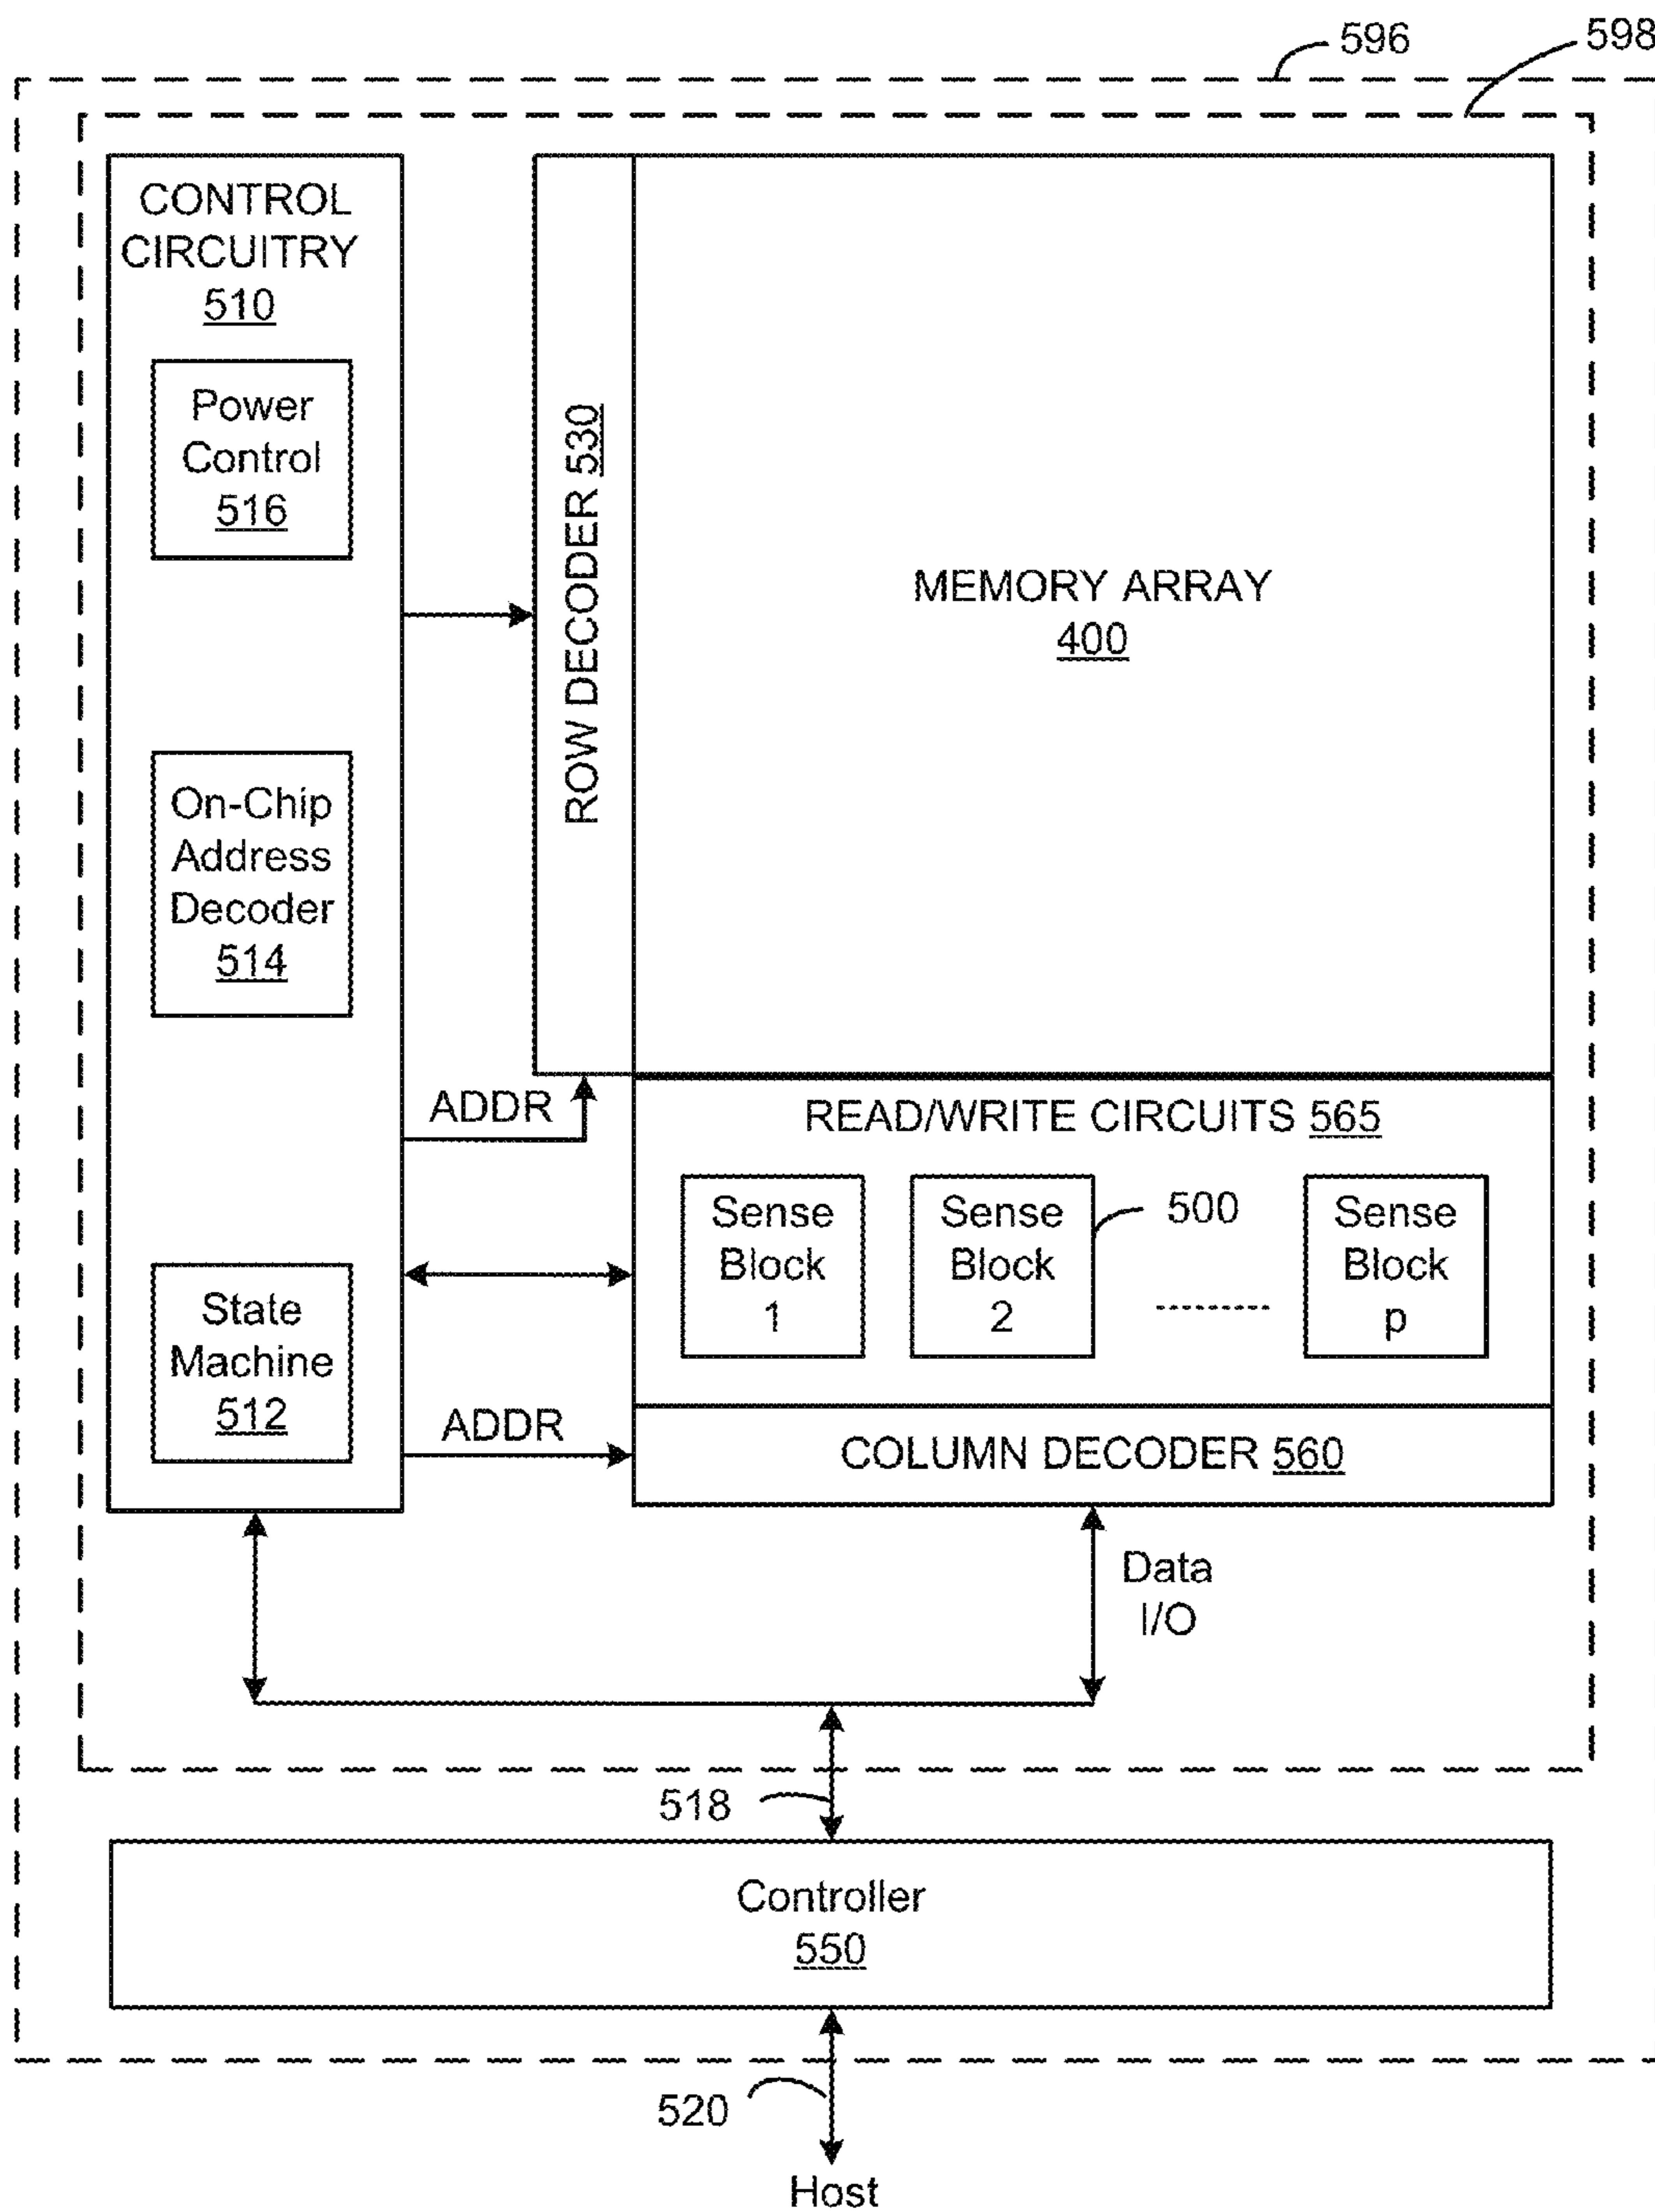 596
598
CONTROL
CIRCUITRY
510
Power
Control
516
On-Chip
Address
Decoder
514
State
Machine
512
ROW DECODER 530
MEMORY ARRAY
400
ADDR
READ/WRITE CIRCUITS 565
Sense
Block
1
Sense
Block
2
500
Sense
Block
p
ADDR
COLUMN DECODER 560
Data
I/O
518
Controller
550
520
Host